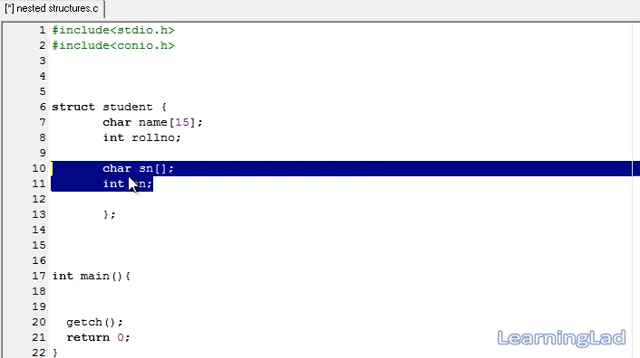 [*] nested structures.c
1 #include<stdio.h>
2 #include<conio.h>
3
4
5
6 struct student {
7 char name[15];
8 int rollno;
9
10 char sn[];
11 int n;
12
13 };
14
15
16
17 int main(){
18
19
20 getch();
21 return 0;
22 }
LearningLad